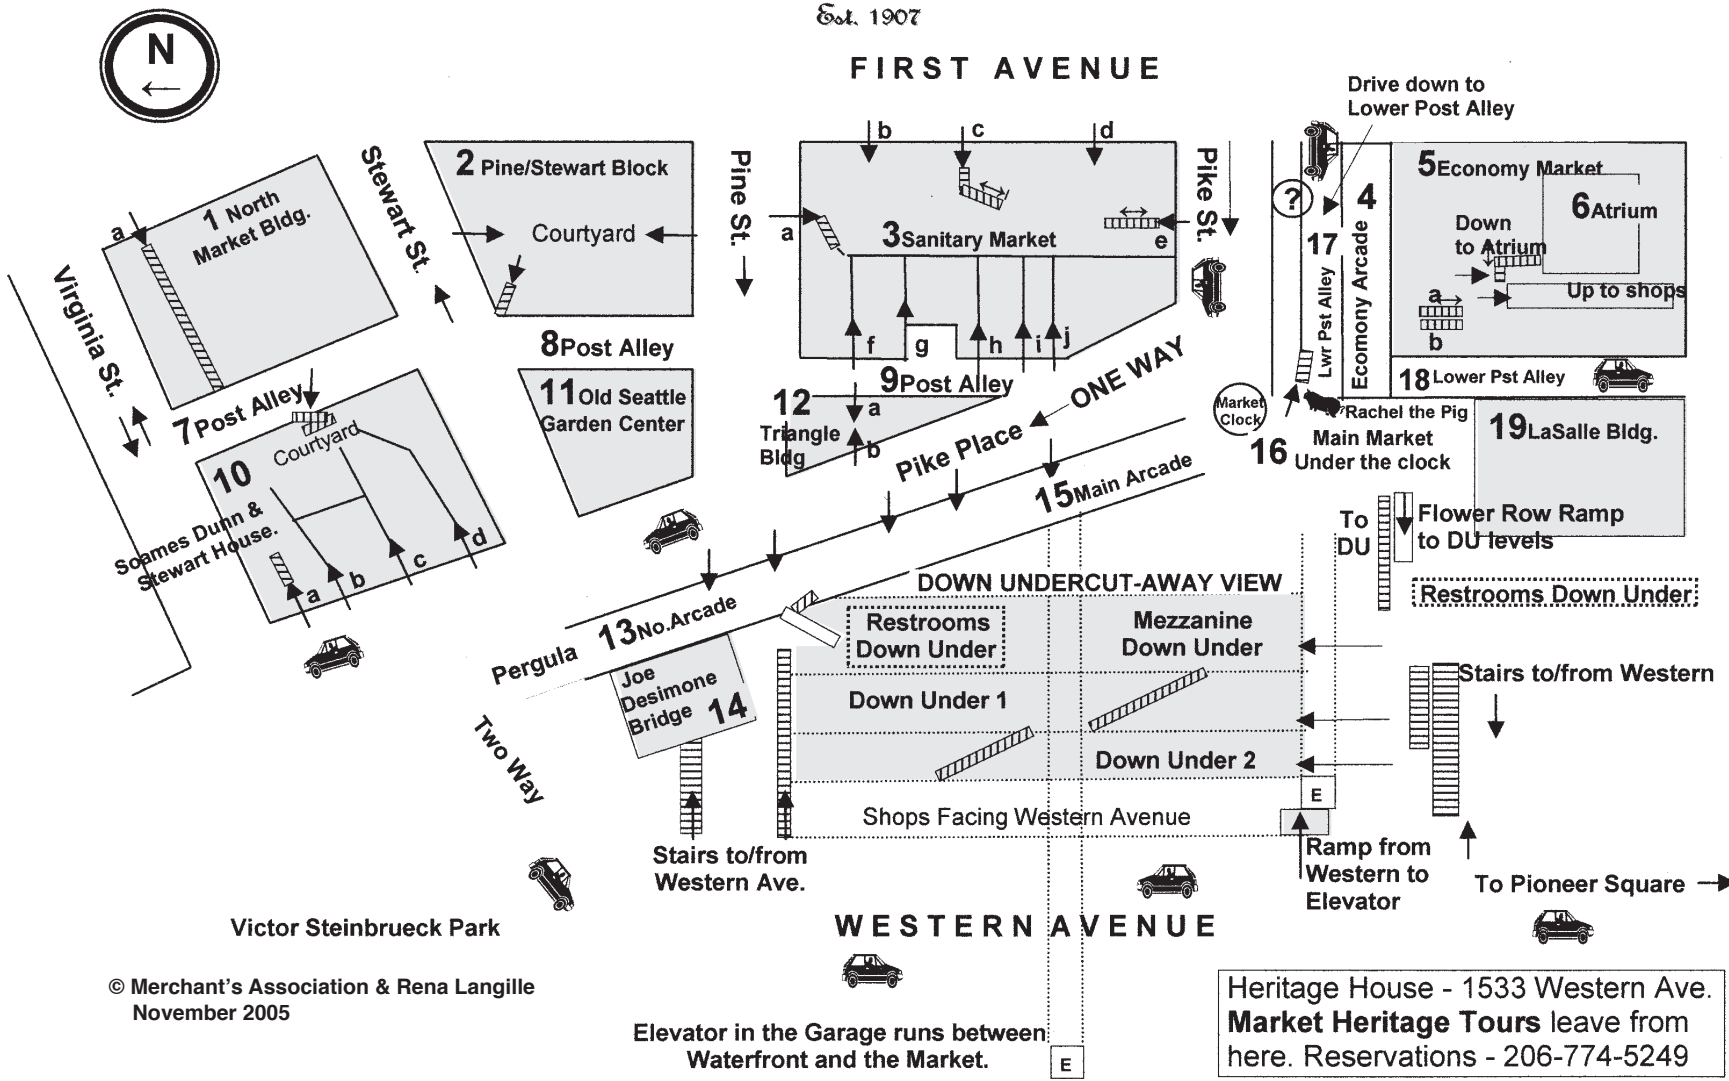 Est. 1907
FIRST AVENUE
N
Drive down to
Lower Post Alley
1 North
Market Bldg.
a
Stewart St.
2 Pine/Stewart Block
Courtyard
Pine St.
b
c
d
a
e
3 Sanitary Market
f
g
h
i
j
Pike St.
?
17
Lwr Pst Alley
4
Ecomony Arcade
5 Economy Market
6 Atrium
Down
to Atrium
Up to shops
a
b
Virginia St.
7 Post Alley
8 Post Alley
9 Post Alley
ONE WAY
18 Lower Pst Alley
10
Courtyard
Soames Dunn &
Stewart House.
a
b
c
d
11 Old Seattle
Garden Center
12
Triangle
Bldg
a
b
Pike Place
Market
Clock
Rachel the Pig
16 Main Market
Under the clock
19 LaSalle Bldg.
15 Main Arcade
To
DU
Flower Row Ramp
to DU levels
Restrooms Down Under
Pergula
13 No. Arcade
DOWN UNDER CUT-AWAY VIEW
Restrooms
Down Under
Mezzanine
Down Under
Joe
Desimone
Bridge 14
Down Under 1
Down Under 2
Stairs to/from Western
Two Way
E
Shops Facing Western Avenue
Stairs to/from
Western Ave.
Ramp from
Western to
Elevator
To Pioneer Square
Victor Steinbrueck Park
WESTERN AVENUE
© Merchant's Association & Rena Langille
November 2005
Elevator in the Garage runs between
Waterfront and the Market.
E
Heritage House - 1533 Western Ave.
Market Heritage Tours leave from
here. Reservations - 206-774-5249